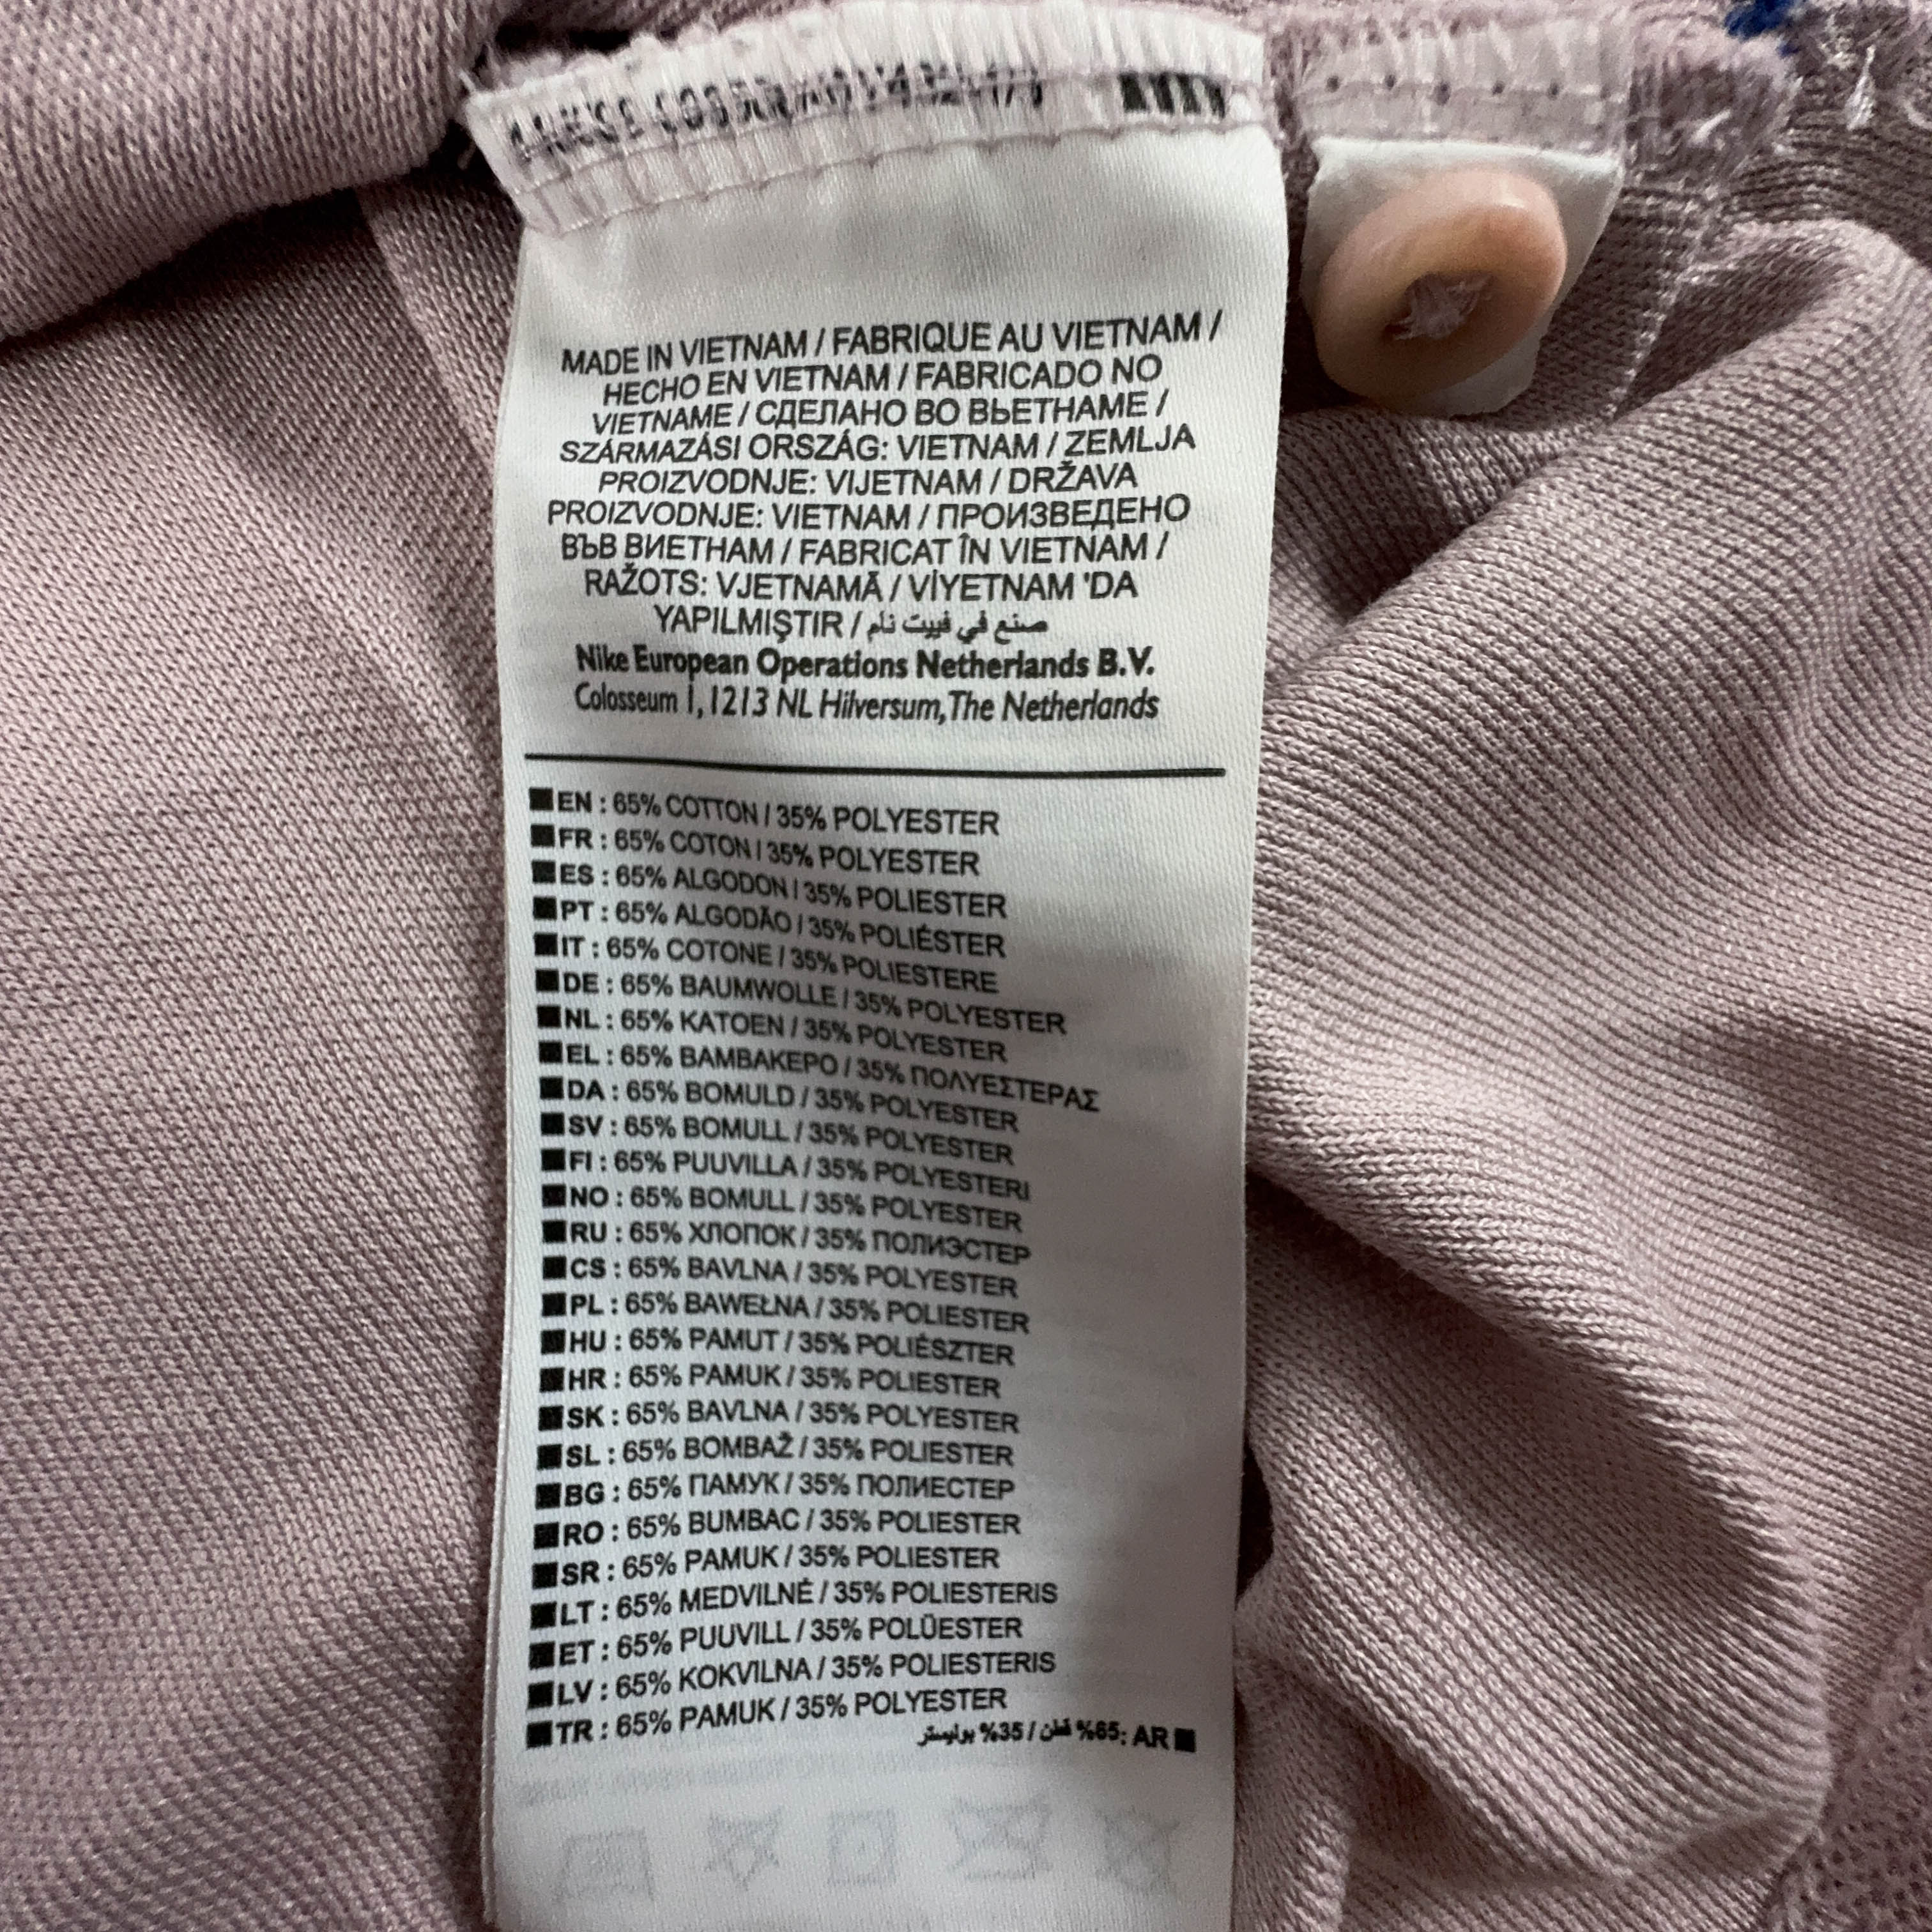 MADE IN VIETNAM / FABRIQUE AU VIETNAM /
HECHO EN VIETNAM / FABRICADO NO
VIETNAME / СДЕЛАНО ВО ВЬЕТНАМЕ /
SZÁRMAZÁSI ORSZÁG: VIETNAM / ZEMLJA
PROIZVODNJE: VIJETNAM / DRŽAVA
PROIZVODNJE: VIETNAM / ПРОИЗВЕДЕНО
ВЪВ ВИЕТНАМ / FABRICAT ÎN VIETNAM /
RAŽOTS: VJETNAMĀ / VİYETNAM 'DA
YAPILMIŞTIR / صنع في فييت نام
Nike European Operations Netherlands B.V.
Colosseum 1, 1213 NL Hilversum, The Netherlands
■EN : 65% COTTON / 35% POLYESTER
■FR : 65% COTON / 35% POLYESTER
■ES : 65% ALGODON / 35% POLIESTER
■PT : 65% ALGODÃO / 35% POLIÉSTER
■IT : 65% COTONE / 35% POLIESTERE
■DE : 65% BAUMWOLLE / 35% POLYESTER
■NL : 65% KATOEN / 35% POLYESTER
■EL : 65% ΒΑΜΒΑΚΕΡΟ / 35% ΠΟΛΥΕΣΤΕΡΑΣ
■DA : 65% BOMULD / 35% POLYESTER
■SV : 65% BOMULL / 35% POLYESTER
■FI : 65% PUUVILLA / 35% POLYESTERI
■NO : 65% BOMULL / 35% POLYESTER
■RU : 65% ХЛОПОК / 35% ПОЛИЭСТЕР
■CS : 65% BAVLNA / 35% POLYESTER
■PL : 65% BAWEŁNA / 35% POLIESTER
■HU : 65% PAMUT / 35% POLIÉSZTER
■HR : 65% PAMUK / 35% POLIESTER
■SK : 65% BAVLNA / 35% POLYESTER
■SL : 65% BOMBAŽ / 35% POLIESTER
■BG : 65% ПАМУК / 35% ПОЛИЕСТЕР
■RO : 65% BUMBAC / 35% POLIESTER
■SR : 65% PAMUK / 35% POLIESTER
■LT : 65% MEDVILNĖ / 35% POLIESTERIS
■ET : 65% PUUVILL / 35% POLÜESTER
■LV : 65% KOKVILNA / 35% POLIESTERIS
■TR : 65% PAMUK / 35% POLYESTER
■ AR :65% قطن / 35% بوليستر